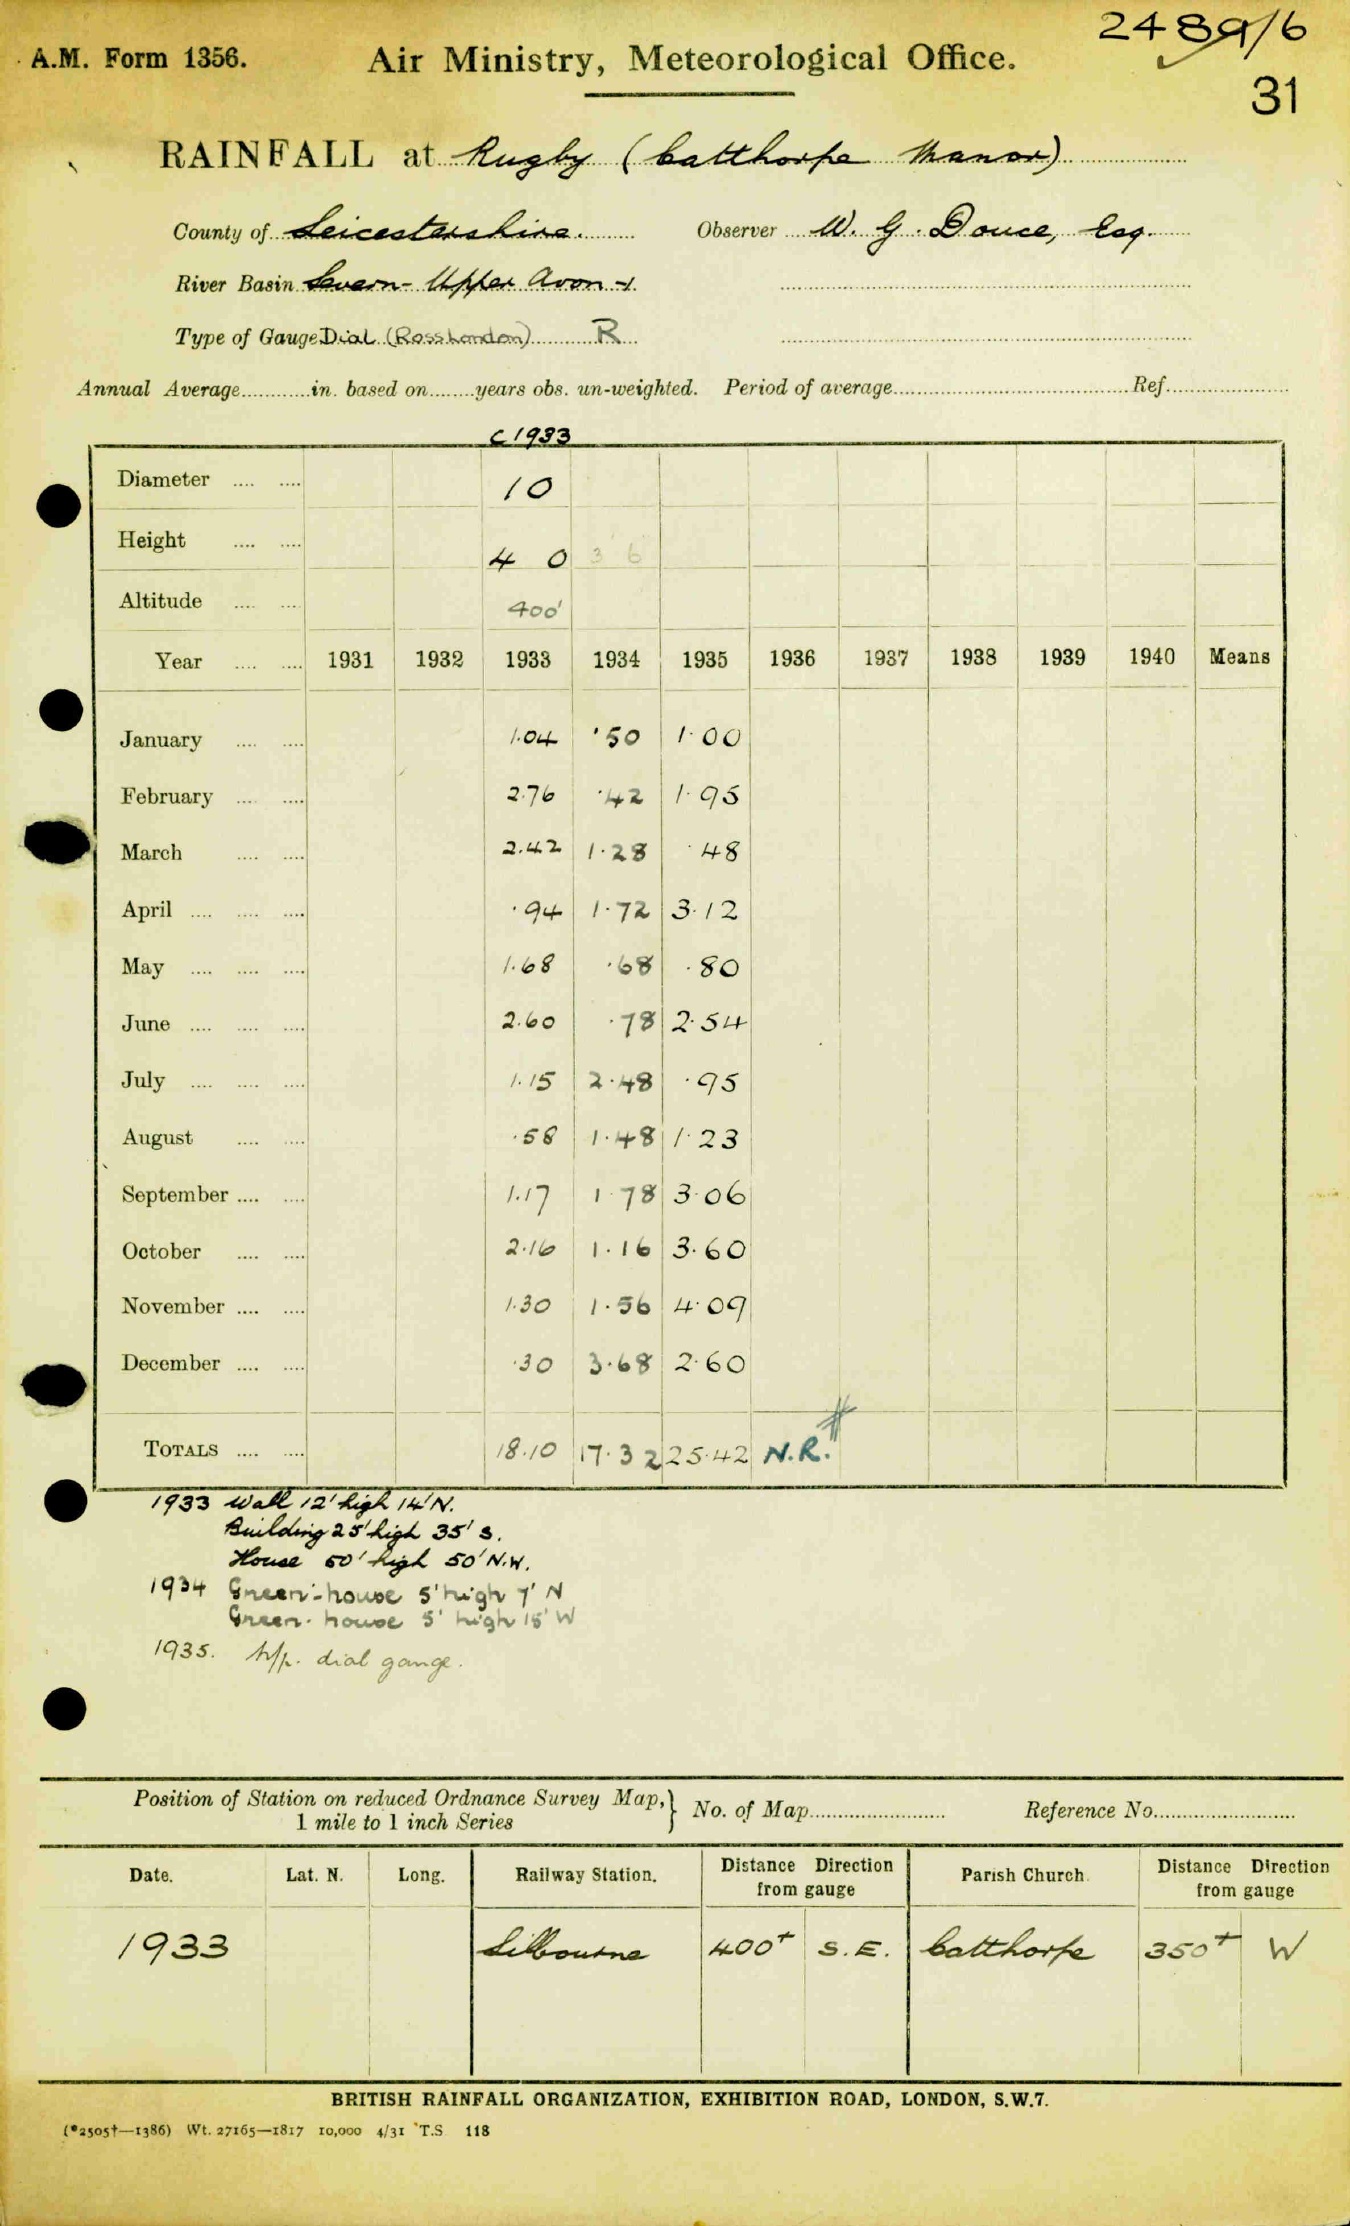 2489/6
A.M. Form 1356. Air Ministry, Meteorological Office.
31
RAINFALL at Rugby (Catthorpe Manor)
County of Leicestershire. Observer W. G. Douce, Esq.
River Basin Severn - Upper Avon -1.
Type of Gauge Dial (Ross London) R
Annual Average in. based on years obs. un-weighted. Period of average Ref.
c 1933
Diameter 10
Height 4 0 3' 6"
Altitude 400'
Year 1931 1932 1933 1934 1935 1936 1937 1938 1939 1940 Means
January 1.04 .50 1.00
February 2.76 .42 1.95
March 2.42 1.28 .48
April .94 1.72 3.12
May 1.68 .68 .80
June 2.60 .78 2.54
July 1.15 2.48 .95
August .58 1.48 1.23
September 1.17 1.78 3.06
October 2.16 1.16 3.60
November 1.30 1.56 4.09
December .30 3.68 2.60
TOTALS 18.10 17.32 25.42 N.R.#
1933 Wall 12' high 14' N.
Building 25' high 35' S.
House 50' high 50' N.W.
1934 Green-house 5' high 7' N
Green-house 5' high 15' W
1935. dial gauge.
Position of Station on reduced Ordnance Survey Map, 1 mile to 1 inch Series } No. of Map Reference No.
Date. Lat. N. Long. Railway Station. Distance Direction from gauge Parish Church. Distance Direction from gauge
1933 Lilbourne 400+ S.E. Catthorpe 350+ W
BRITISH RAINFALL ORGANIZATION, EXHIBITION ROAD, LONDON, S.W.7.
(*2505†—1386) Wt. 27165—1817 10,000 4/31 T.S 118